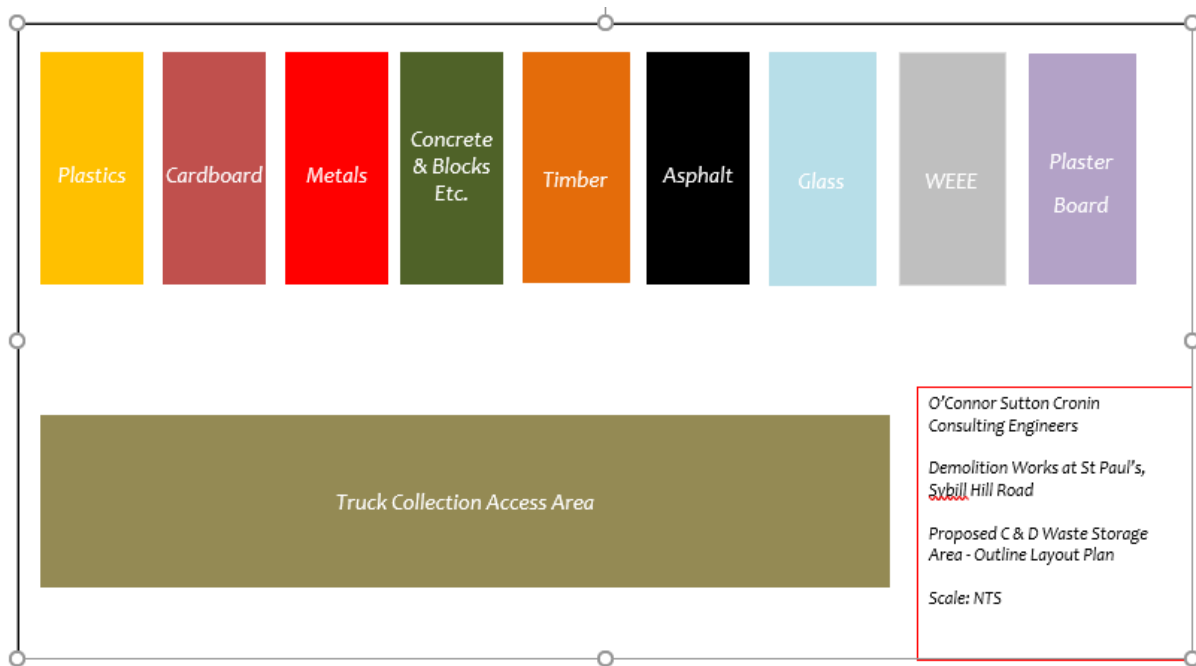 Plastics
Cardboard
Metals
Concrete
& Blocks
Etc.
Timber
Asphalt
Glass
WEEE
Plaster
Board
Truck Collection Access Area
O'Connor Sutton Cronin
Consulting Engineers
Demolition Works at St Paul's,
Sybill Hill Road
Proposed C & D Waste Storage
Area - Outline Layout Plan
Scale: NTS